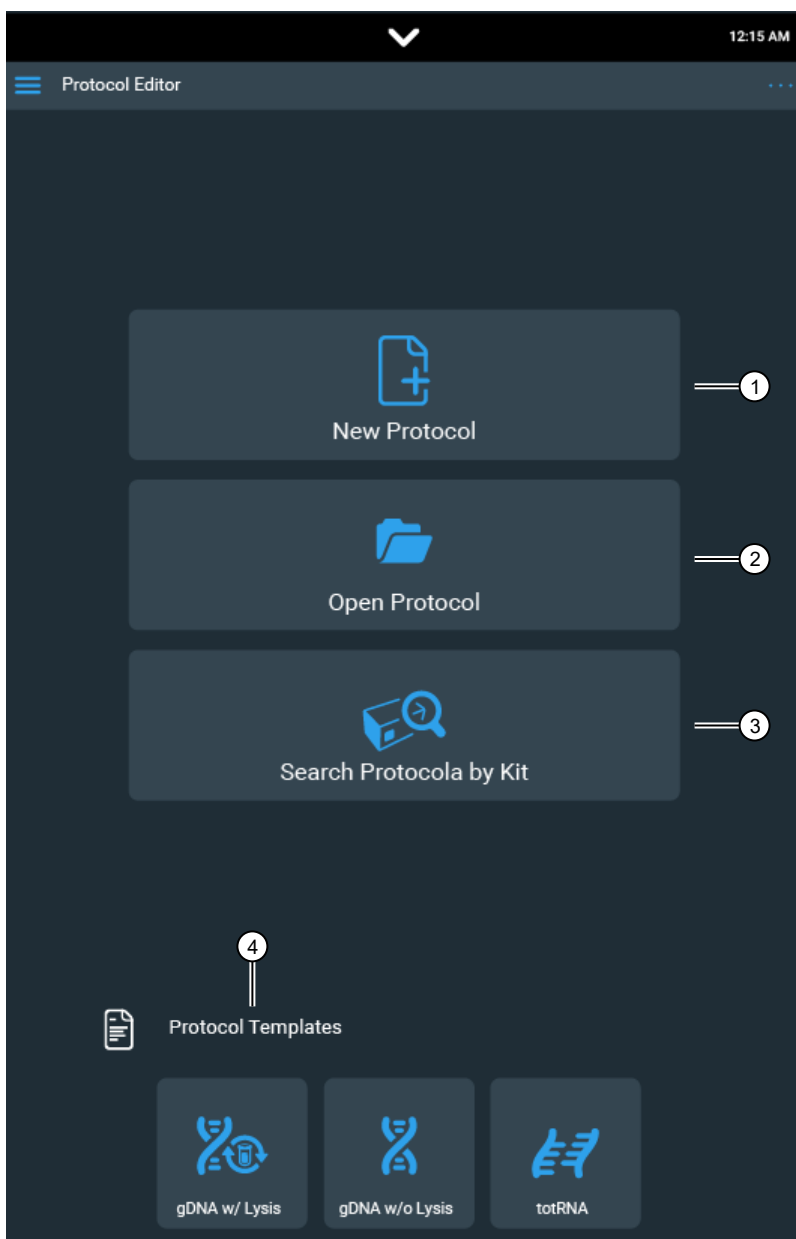 12:15 AM
Protocol Editor
1
New Protocol
2
Open Protocol
3
Search Protocola by Kit
4
Protocol Templates
gDNA w/ Lysis
gDNA w/o Lysis
totRNA